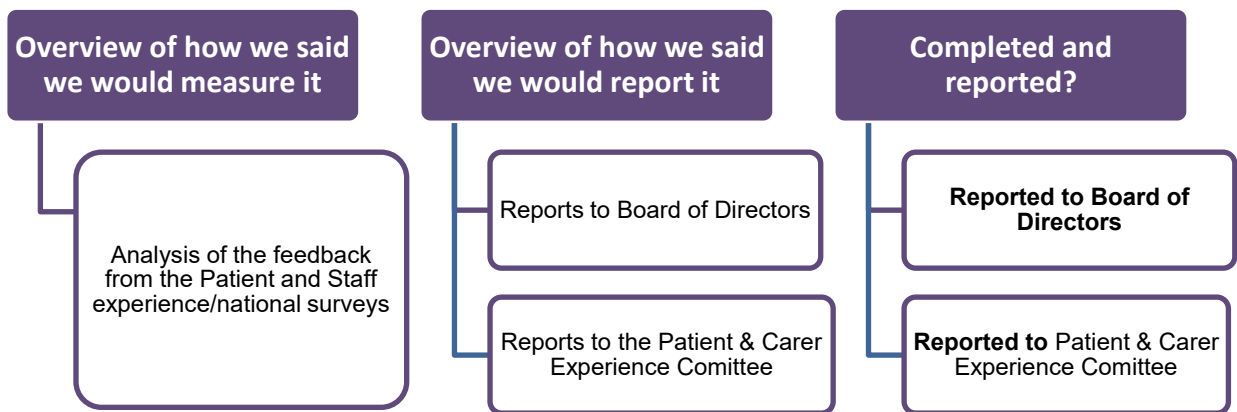 Overview of how we said
we would measure it
Analysis of the feedback
from the Patient and Staff
experience/national surveys
Overview of how we said
we would report it
Reports to Board of Directors
Reports to the Patient & Carer
Experience Comittee
Completed and
reported?
Reported to Board of
Directors
Reported to Patient & Carer
Experience Comittee